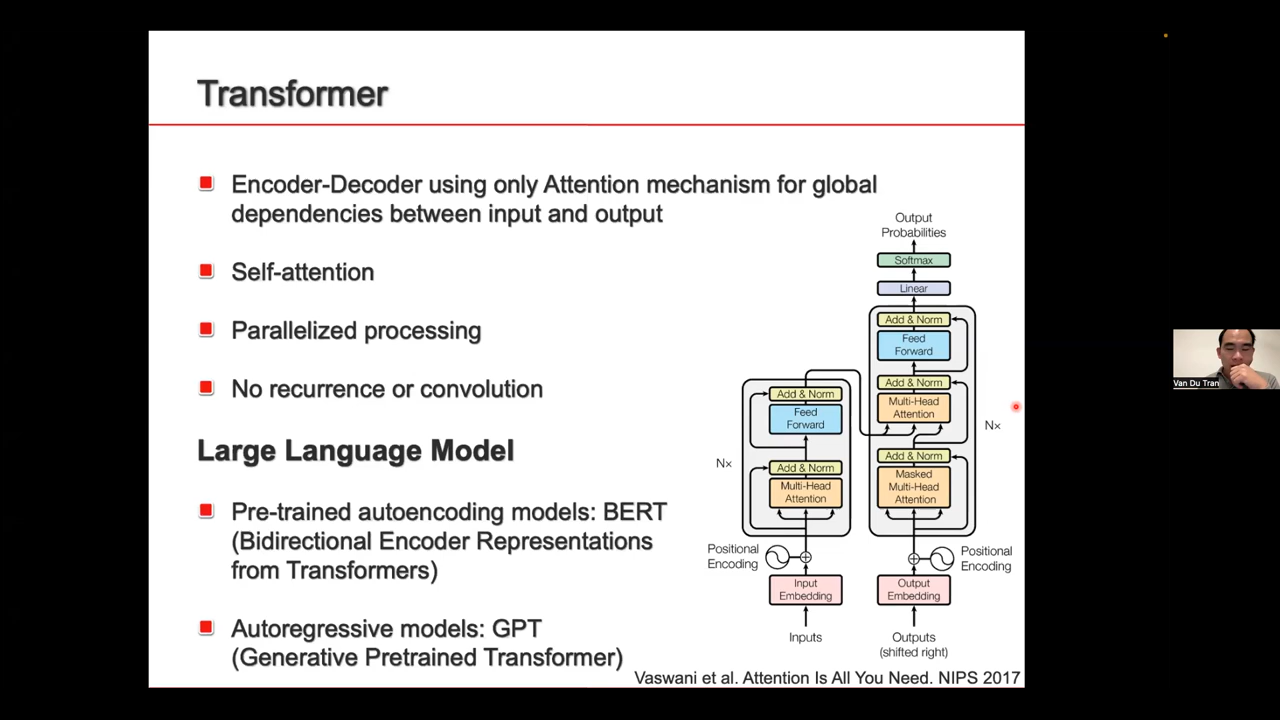 Transformer
Encoder-Decoder using only Attention mechanism for global
dependencies between input and output
Self-attention
Parallelized processing
No recurrence or convolution
Large Language Model
Pre-trained autoencoding models: BERT
(Bidirectional Encoder Representations
from Transformers)
Autoregressive models: GPT
(Generative Pretrained Transformer)
Output
Probabilities
Softmax
Linear
Add & Norm
Feed
Forward
Add & Norm
Multi-Head
Attention
Add & Norm
Masked
Multi-Head
Attention
N×
Positional
Encoding
Output
Embedding
Outputs
(shifted right)
Add & Norm
Feed
Forward
Add & Norm
Multi-Head
Attention
N×
Positional
Encoding
Input
Embedding
Inputs
Vaswani et al. Attention Is All You Need. NIPS 2017
Van Du Tran